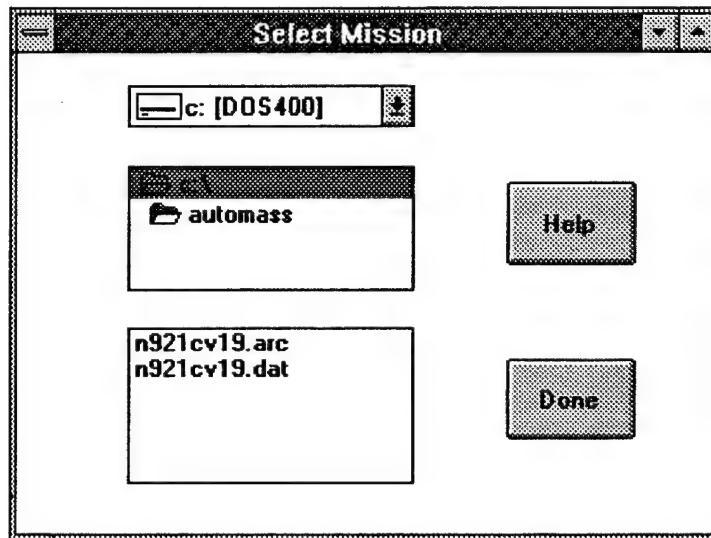 Select Mission
c: [DOS400]
c:\
automass
Help
n921cv19.arc
n921cv19.dat
Done